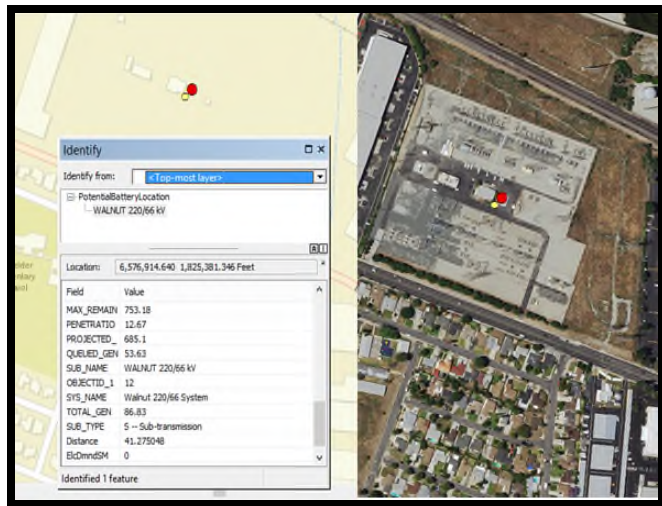 Identify
Identify from: <Top-most layer>
PotentialBatteryLocation
WALNUT 220/66 kV
Location: 6,576,914.640 1,825,381.346 Feet
Field Value
MAX_REMAIN 753.18
PENETRATIO 12.67
PROJECTED_ 685.1
QUEUED_GEN 53.63
SUB_NAME WALNUT 220/66 kV
OBJECTID_1 12
SYS_NAME Walnut 220/66 System
TOTAL_GEN 86.83
SUB_TYPE 5 -- Sub-transmission
Distance 41.275048
ElcDmndSM 0
Identified 1 feature